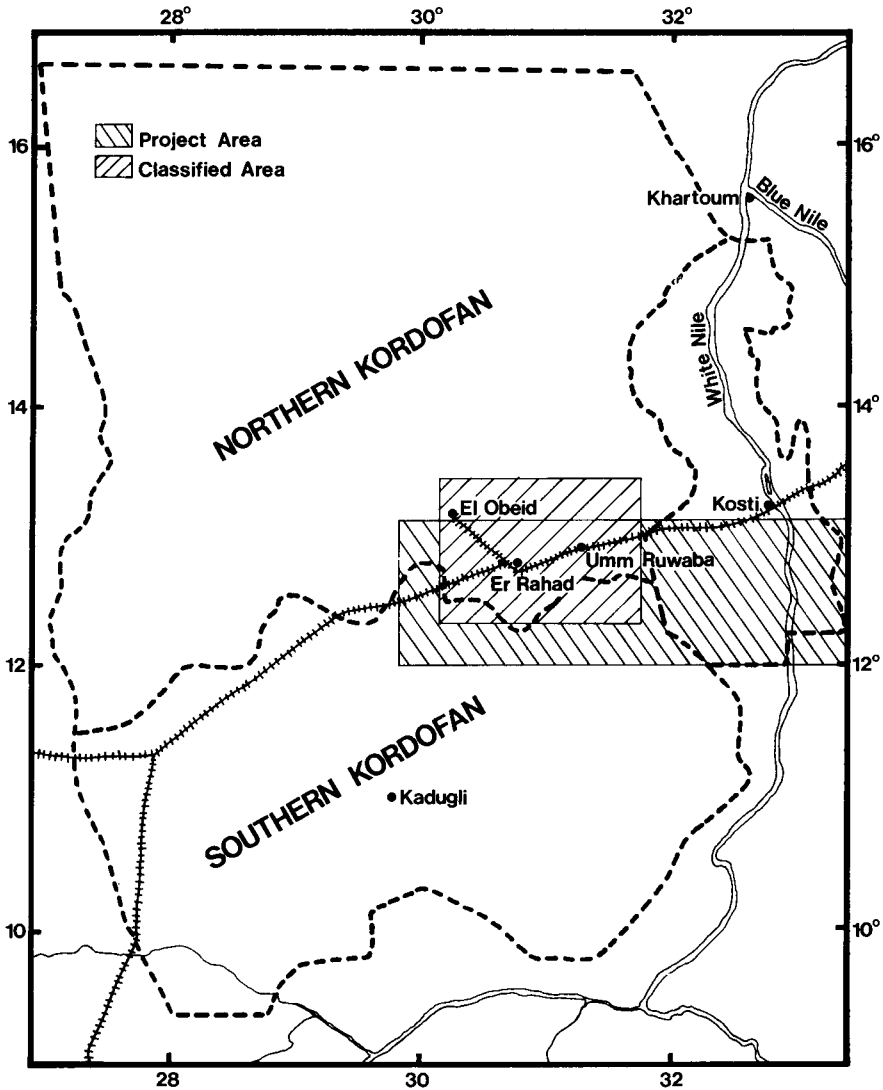 28° 30° 32°
16 16°
Project Area
Classified Area
Khartoum
Blue Nile
NORTHERN KORDOFAN
White Nile
14 14°
El Obeid
Kosti
Umm Ruwaba
Er Rahad
12 12°
SOUTHERN KORDOFAN
Kadugli
10 10°
28 30 32